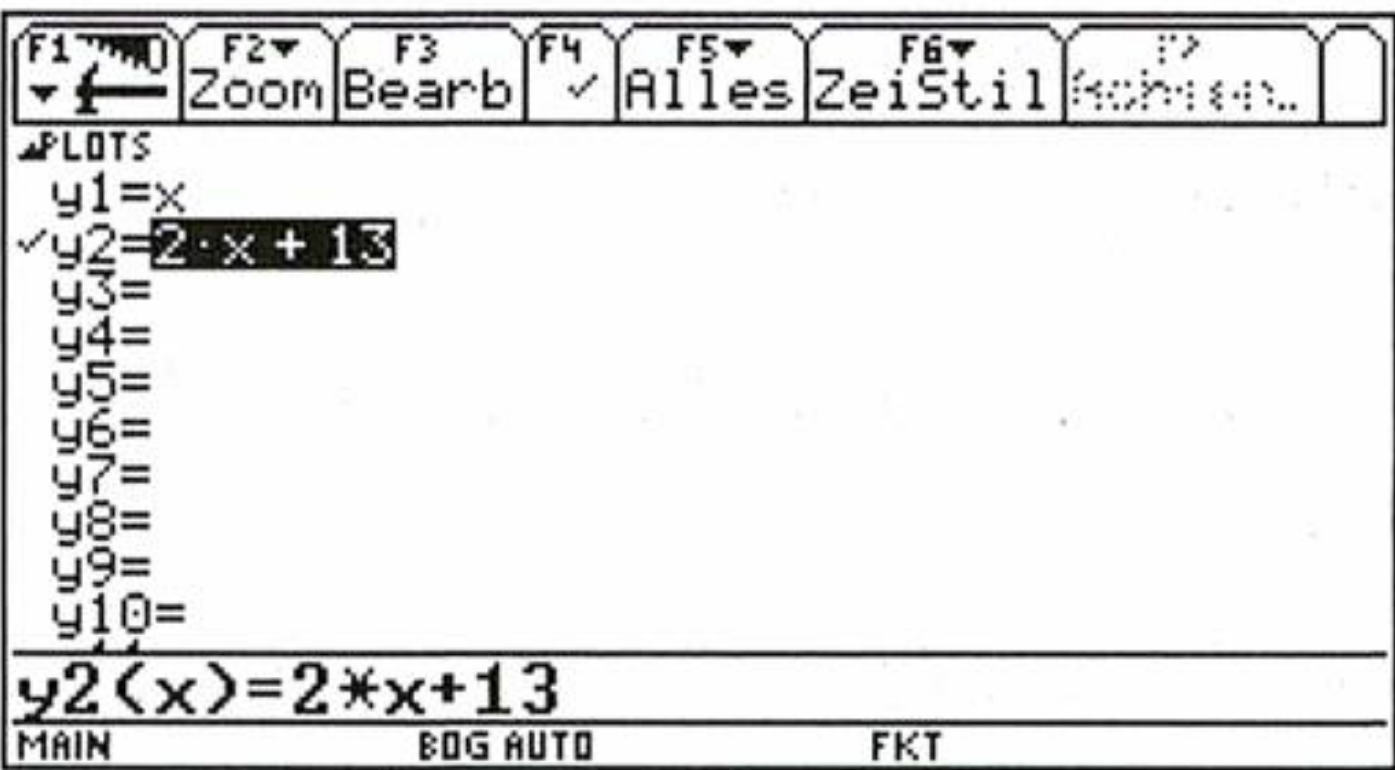 F1 F2▾ F3 F4 F5▾ F6▾
▾ Zoom Bearb ✓ Alles ZeiStil
PLOTS
y1=x
✓y2=2·x+13
y3=
y4=
y5=
y6=
y7=
y8=
y9=
y10=
y2(x)=2*x+13
MAIN BOG AUTO FKT